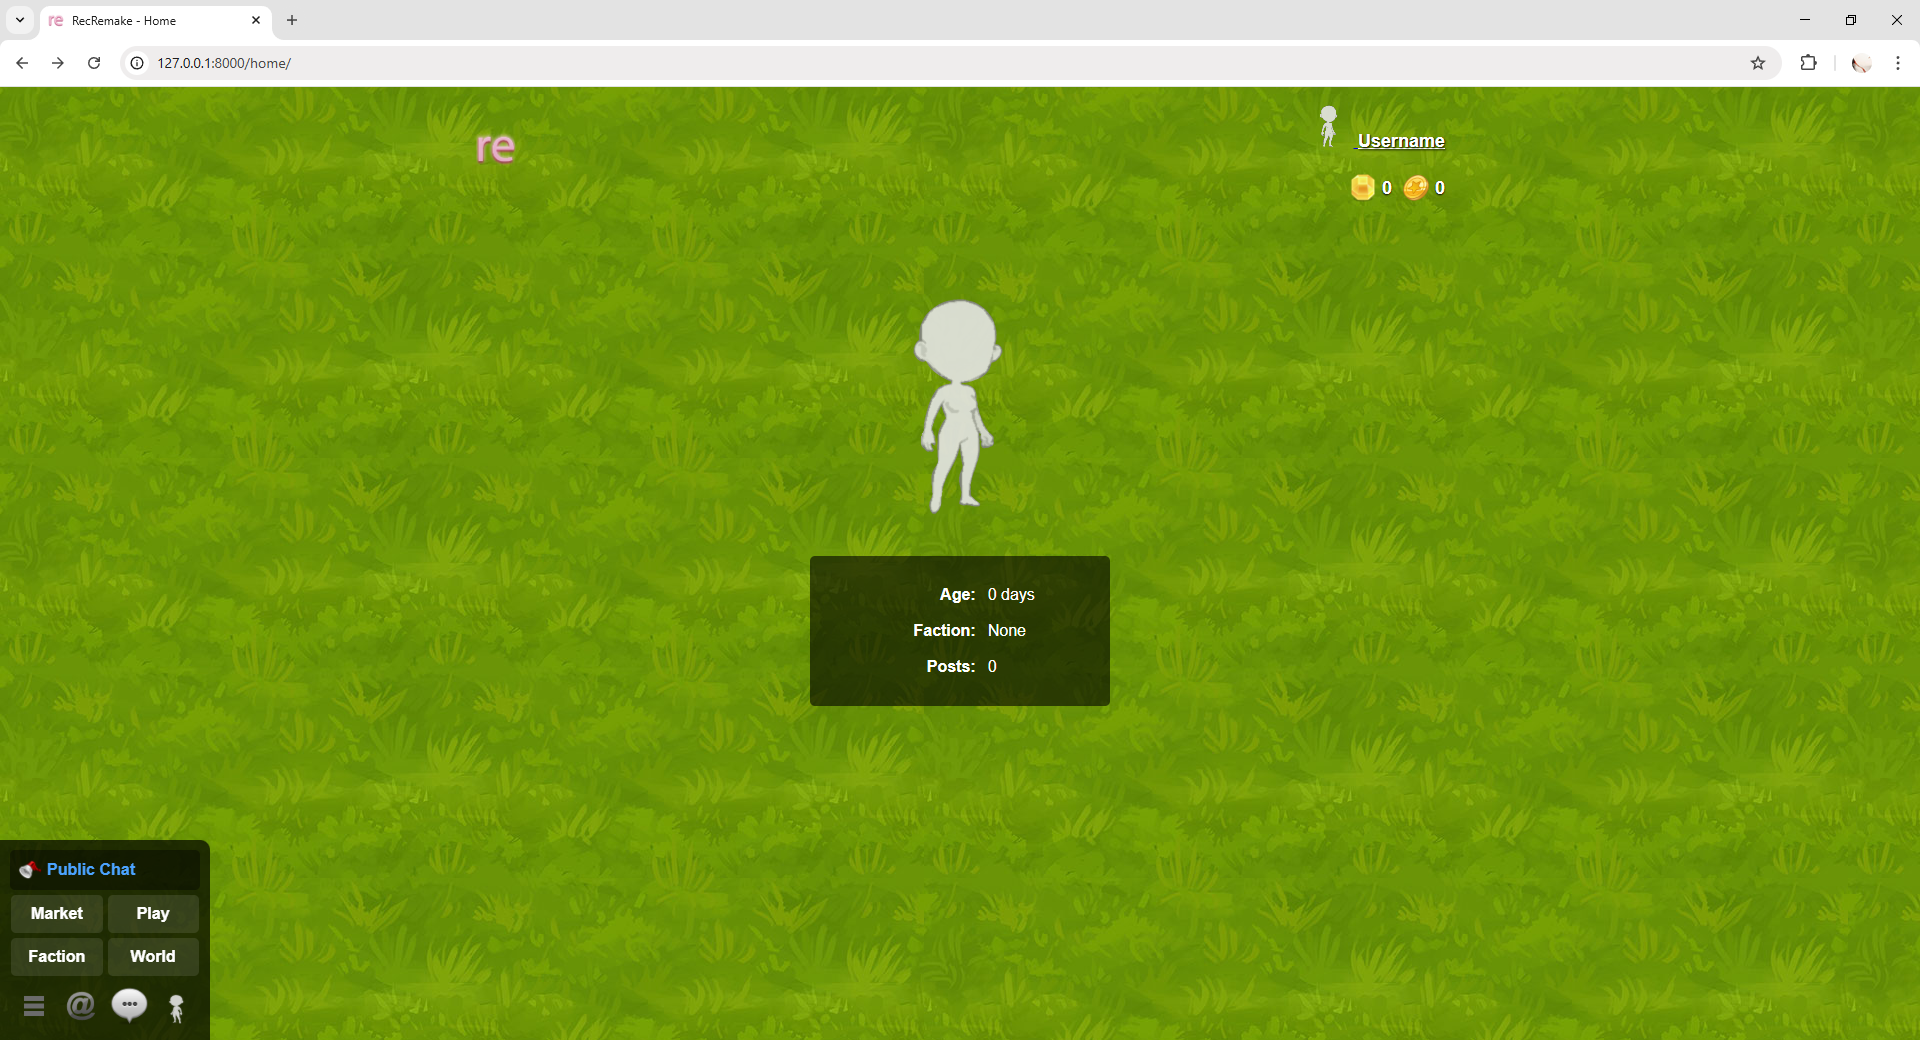 re RecRemake - Home
127.0.0.1:8000/home/
re
Username
0 0
Age: 0 days
Faction: None
Posts: 0
Public Chat
Market Play
Faction World
@